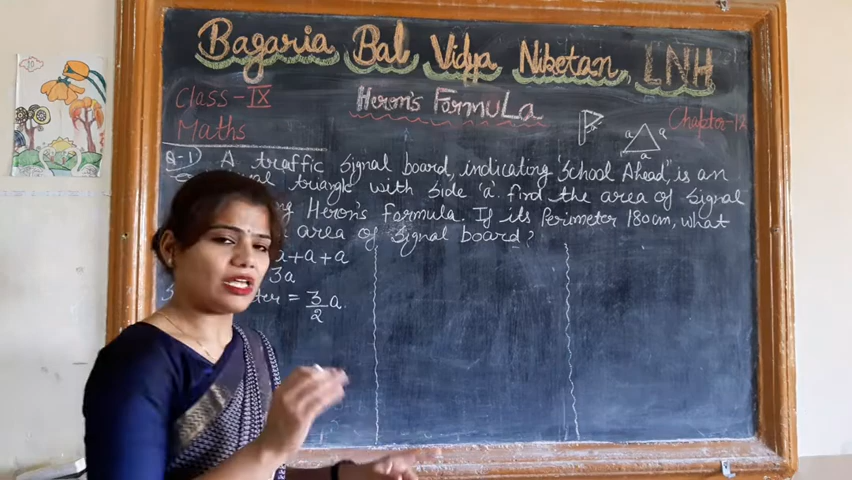 Bagaria Bal Vidya Niketan, LNH
Class-IX
Heron's Formula
Chapter-12
Maths
a a
a
Q-1) A traffic signal board, indicating 'School Ahead,' is an
triangle with side 'a'. find the area of signal
Heron's formula. If its Perimeter 180cm, what
area of signal board?
a+a+a
3a
= 3/2 a.